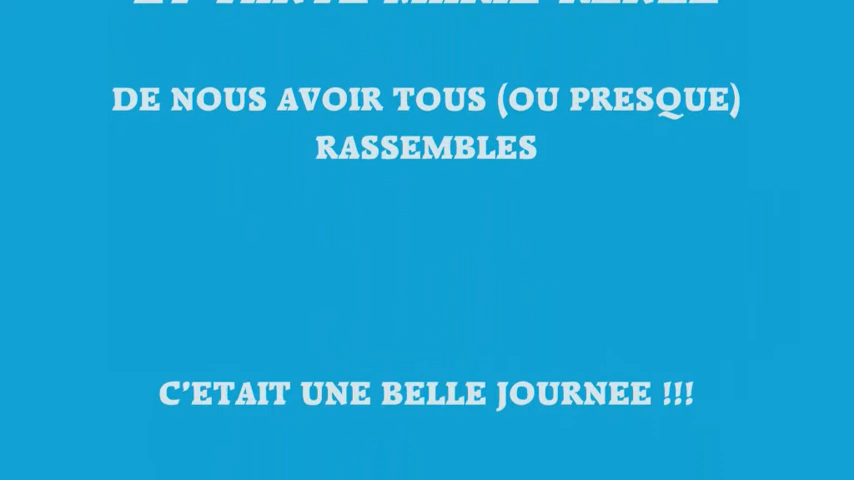 DE NOUS AVOIR TOUS (OU PRESQUE)
RASSEMBLES
C'ETAIT UNE BELLE JOURNEE !!!